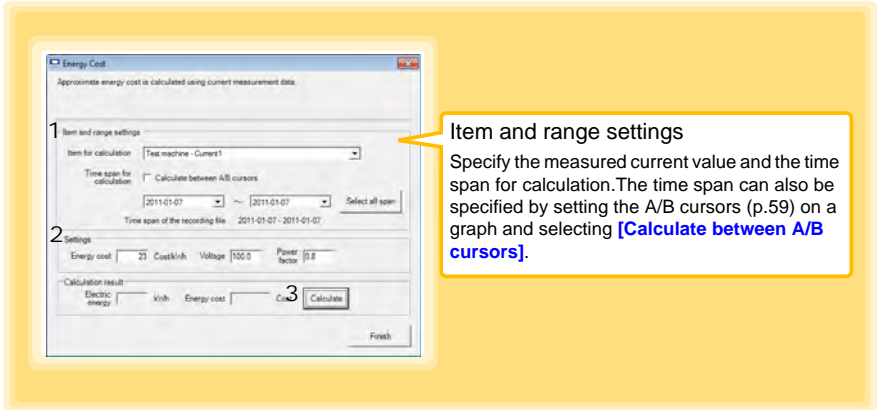 Energy Cost
Approximate energy cost is calculated using current measurement data.
1
Item and range settings
Item for calculation Test machine - Current1
Time span for
calculation
Calculate between A/B cursors
2011-01-07 ~ 2011-01-07 Select all span
Time span of the recording file 2011-01-07 - 2011-01-07
2
Settings
Energy cost 23 Cost/kWh Voltage 100.0 Power
factor 0.8
Calculation result
Electric
energy kWh Energy cost 3 Calculate
Finish
Item and range settings
Specify the measured current value and the time
span for calculation.The time span can also be
specified by setting the A/B cursors (p.59) on a
graph and selecting [Calculate between A/B
cursors].